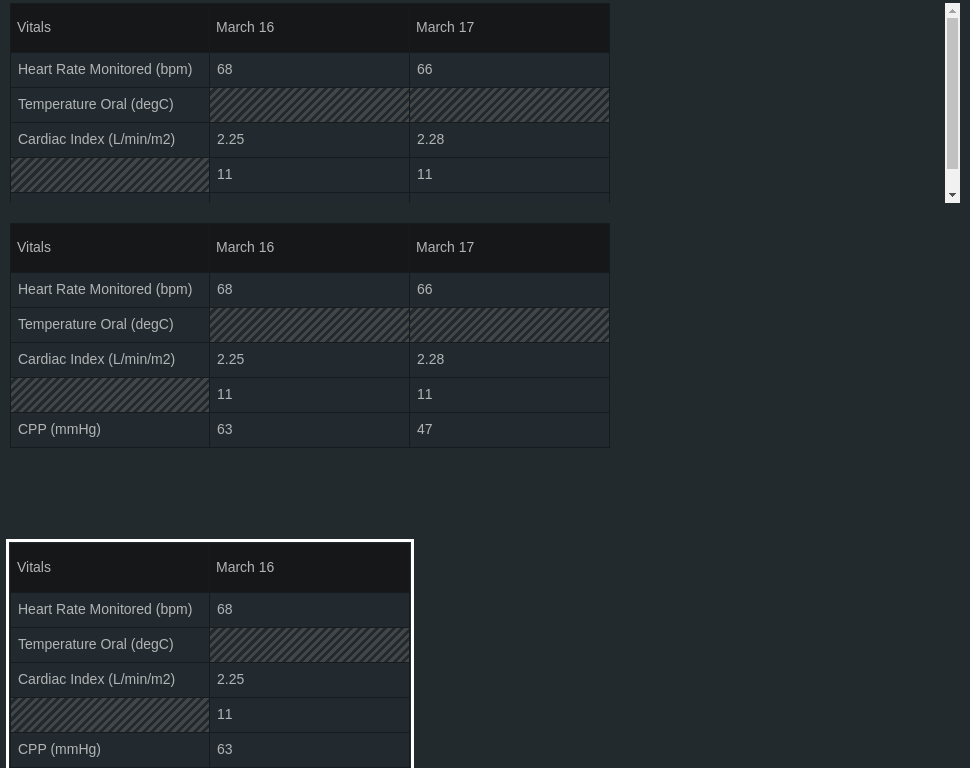 Vitals March 16 March 17
Heart Rate Monitored (bpm) 68 66
Temperature Oral (degC)
Cardiac Index (L/min/m2) 2.25 2.28
11 11
Vitals March 16 March 17
Heart Rate Monitored (bpm) 68 66
Temperature Oral (degC)
Cardiac Index (L/min/m2) 2.25 2.28
11 11
CPP (mmHg) 63 47
Vitals March 16
Heart Rate Monitored (bpm) 68
Temperature Oral (degC)
Cardiac Index (L/min/m2) 2.25
11
CPP (mmHg) 63